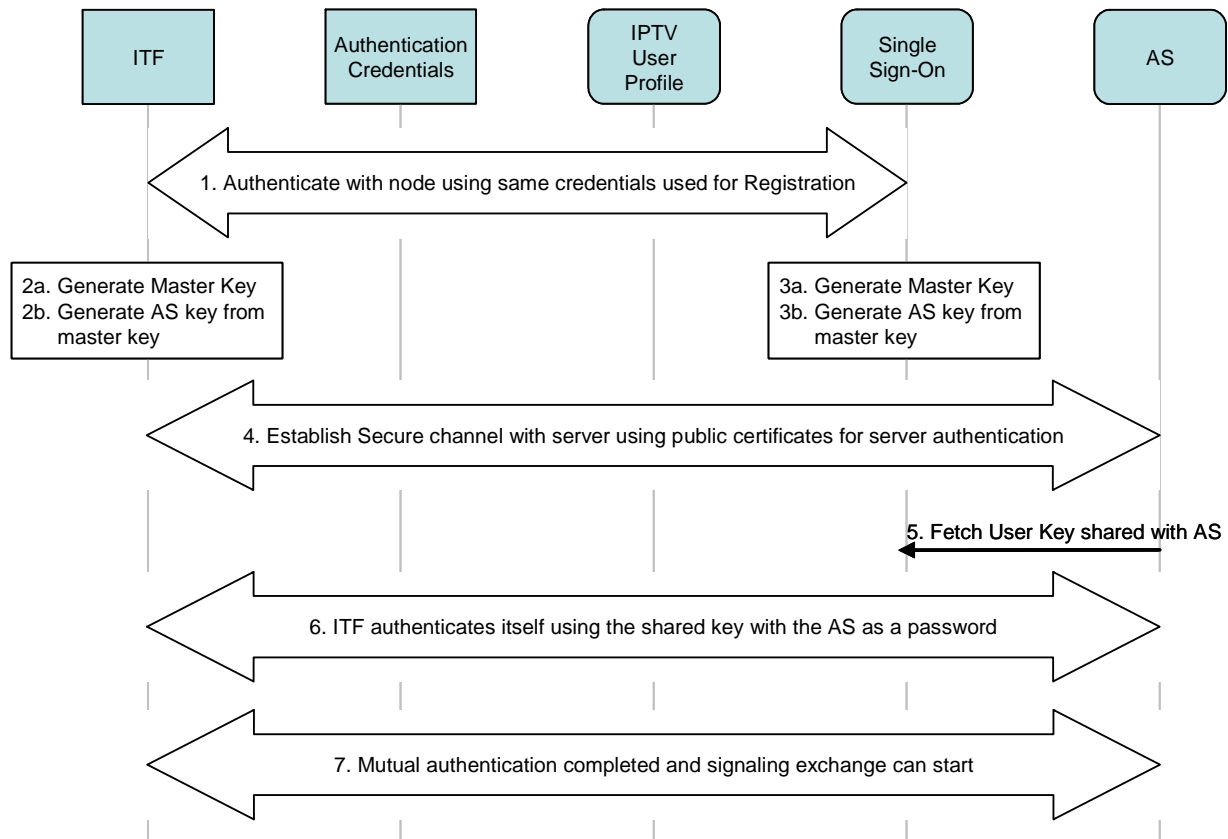 ITF
Authentication
Credentials
IPTV
User
Profile
Single
Sign-On
AS
1. Authenticate with node using same credentials used for Registration
2a. Generate Master Key
2b. Generate AS key from
master key
3a. Generate Master Key
3b. Generate AS key from
master key
4. Establish Secure channel with server using public certificates for server authentication
5. Fetch User Key shared with AS
6. ITF authenticates itself using the shared key with the AS as a password
7. Mutual authentication completed and signaling exchange can start